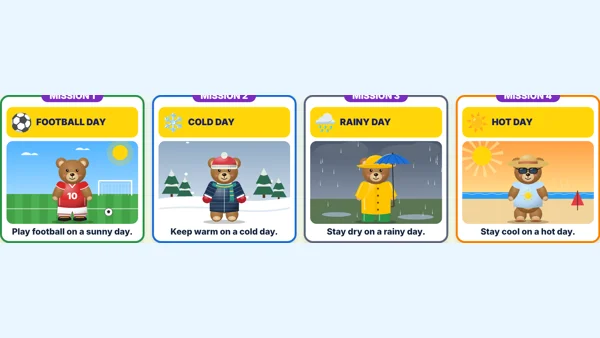 MISSION 1
FOOTBALL DAY
10
Play football on a sunny day.
MISSION 2
COLD DAY
Keep warm on a cold day.
MISSION 3
RAINY DAY
Stay dry on a rainy day.
MISSION 4
HOT DAY
Stay cool on a hot day.